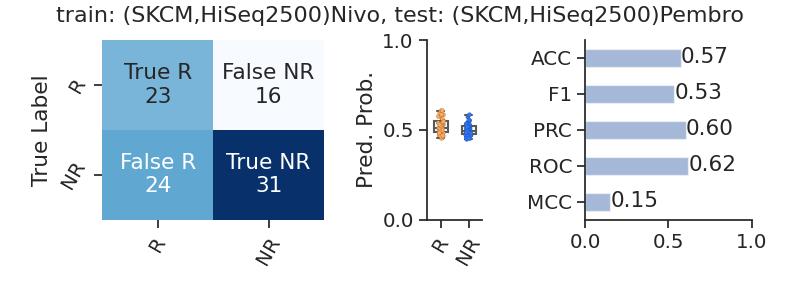 train: (SKCM,HiSeq2500)Nivo, test: (SKCM,HiSeq2500)Pembro
True Label
R
NR
True R
23
False NR
16
False R
24
True NR
31
R
NR
Pred. Prob.
1.0
0.5
0.0
R
NR
ACC
0.57
F1
0.53
PRC
0.60
ROC
0.62
MCC
0.15
0.0
0.5
1.0